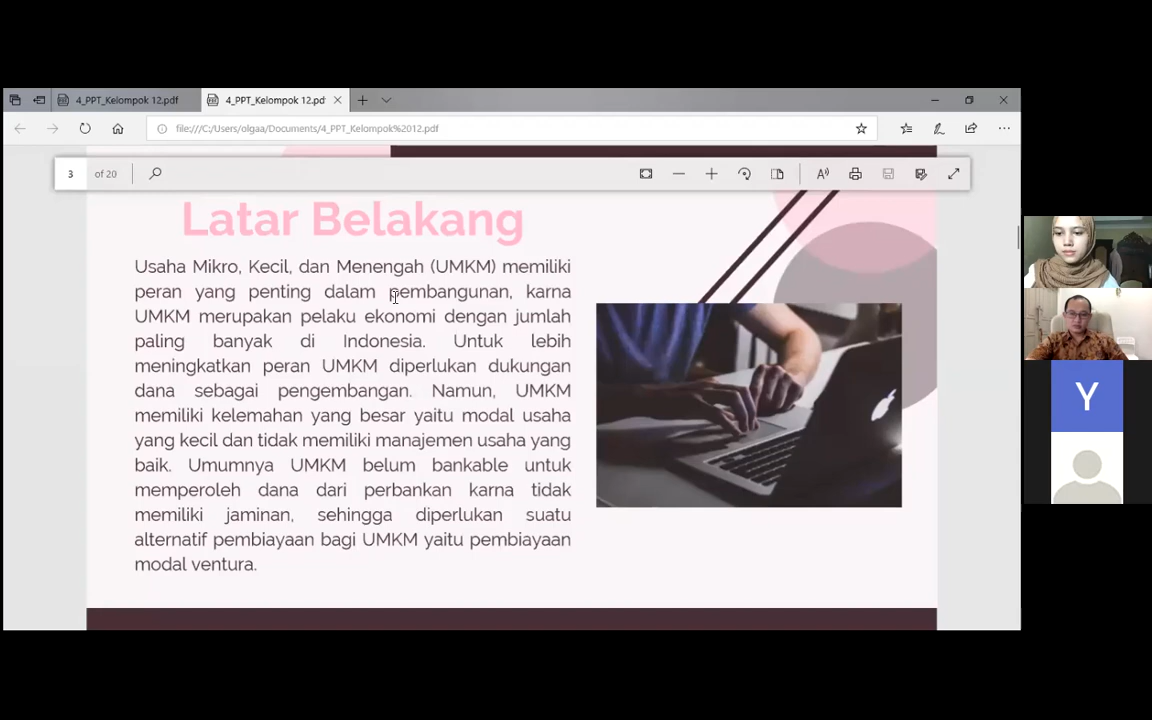 4_PPT_Kelompok 12.pdf
4_PPT_Kelompok 12.pd
file:///C:/Users/olgaa/Documents/4_PPT_Kelompok%2012.pdf
3 of 20
Latar Belakang
Usaha Mikro, Kecil, dan Menengah (UMKM) memiliki
peran yang penting dalam pembangunan, karna
UMKM merupakan pelaku ekonomi dengan jumlah
paling banyak di Indonesia. Untuk lebih
meningkatkan peran UMKM diperlukan dukungan
dana sebagai pengembangan. Namun, UMKM
memiliki kelemahan yang besar yaitu modal usaha
yang kecil dan tidak memiliki manajemen usaha yang
baik. Umumnya UMKM belum bankable untuk
memperoleh dana dari perbankan karna tidak
memiliki jaminan, sehingga diperlukan suatu
alternatif pembiayaan bagi UMKM yaitu pembiayaan
modal ventura.
Y